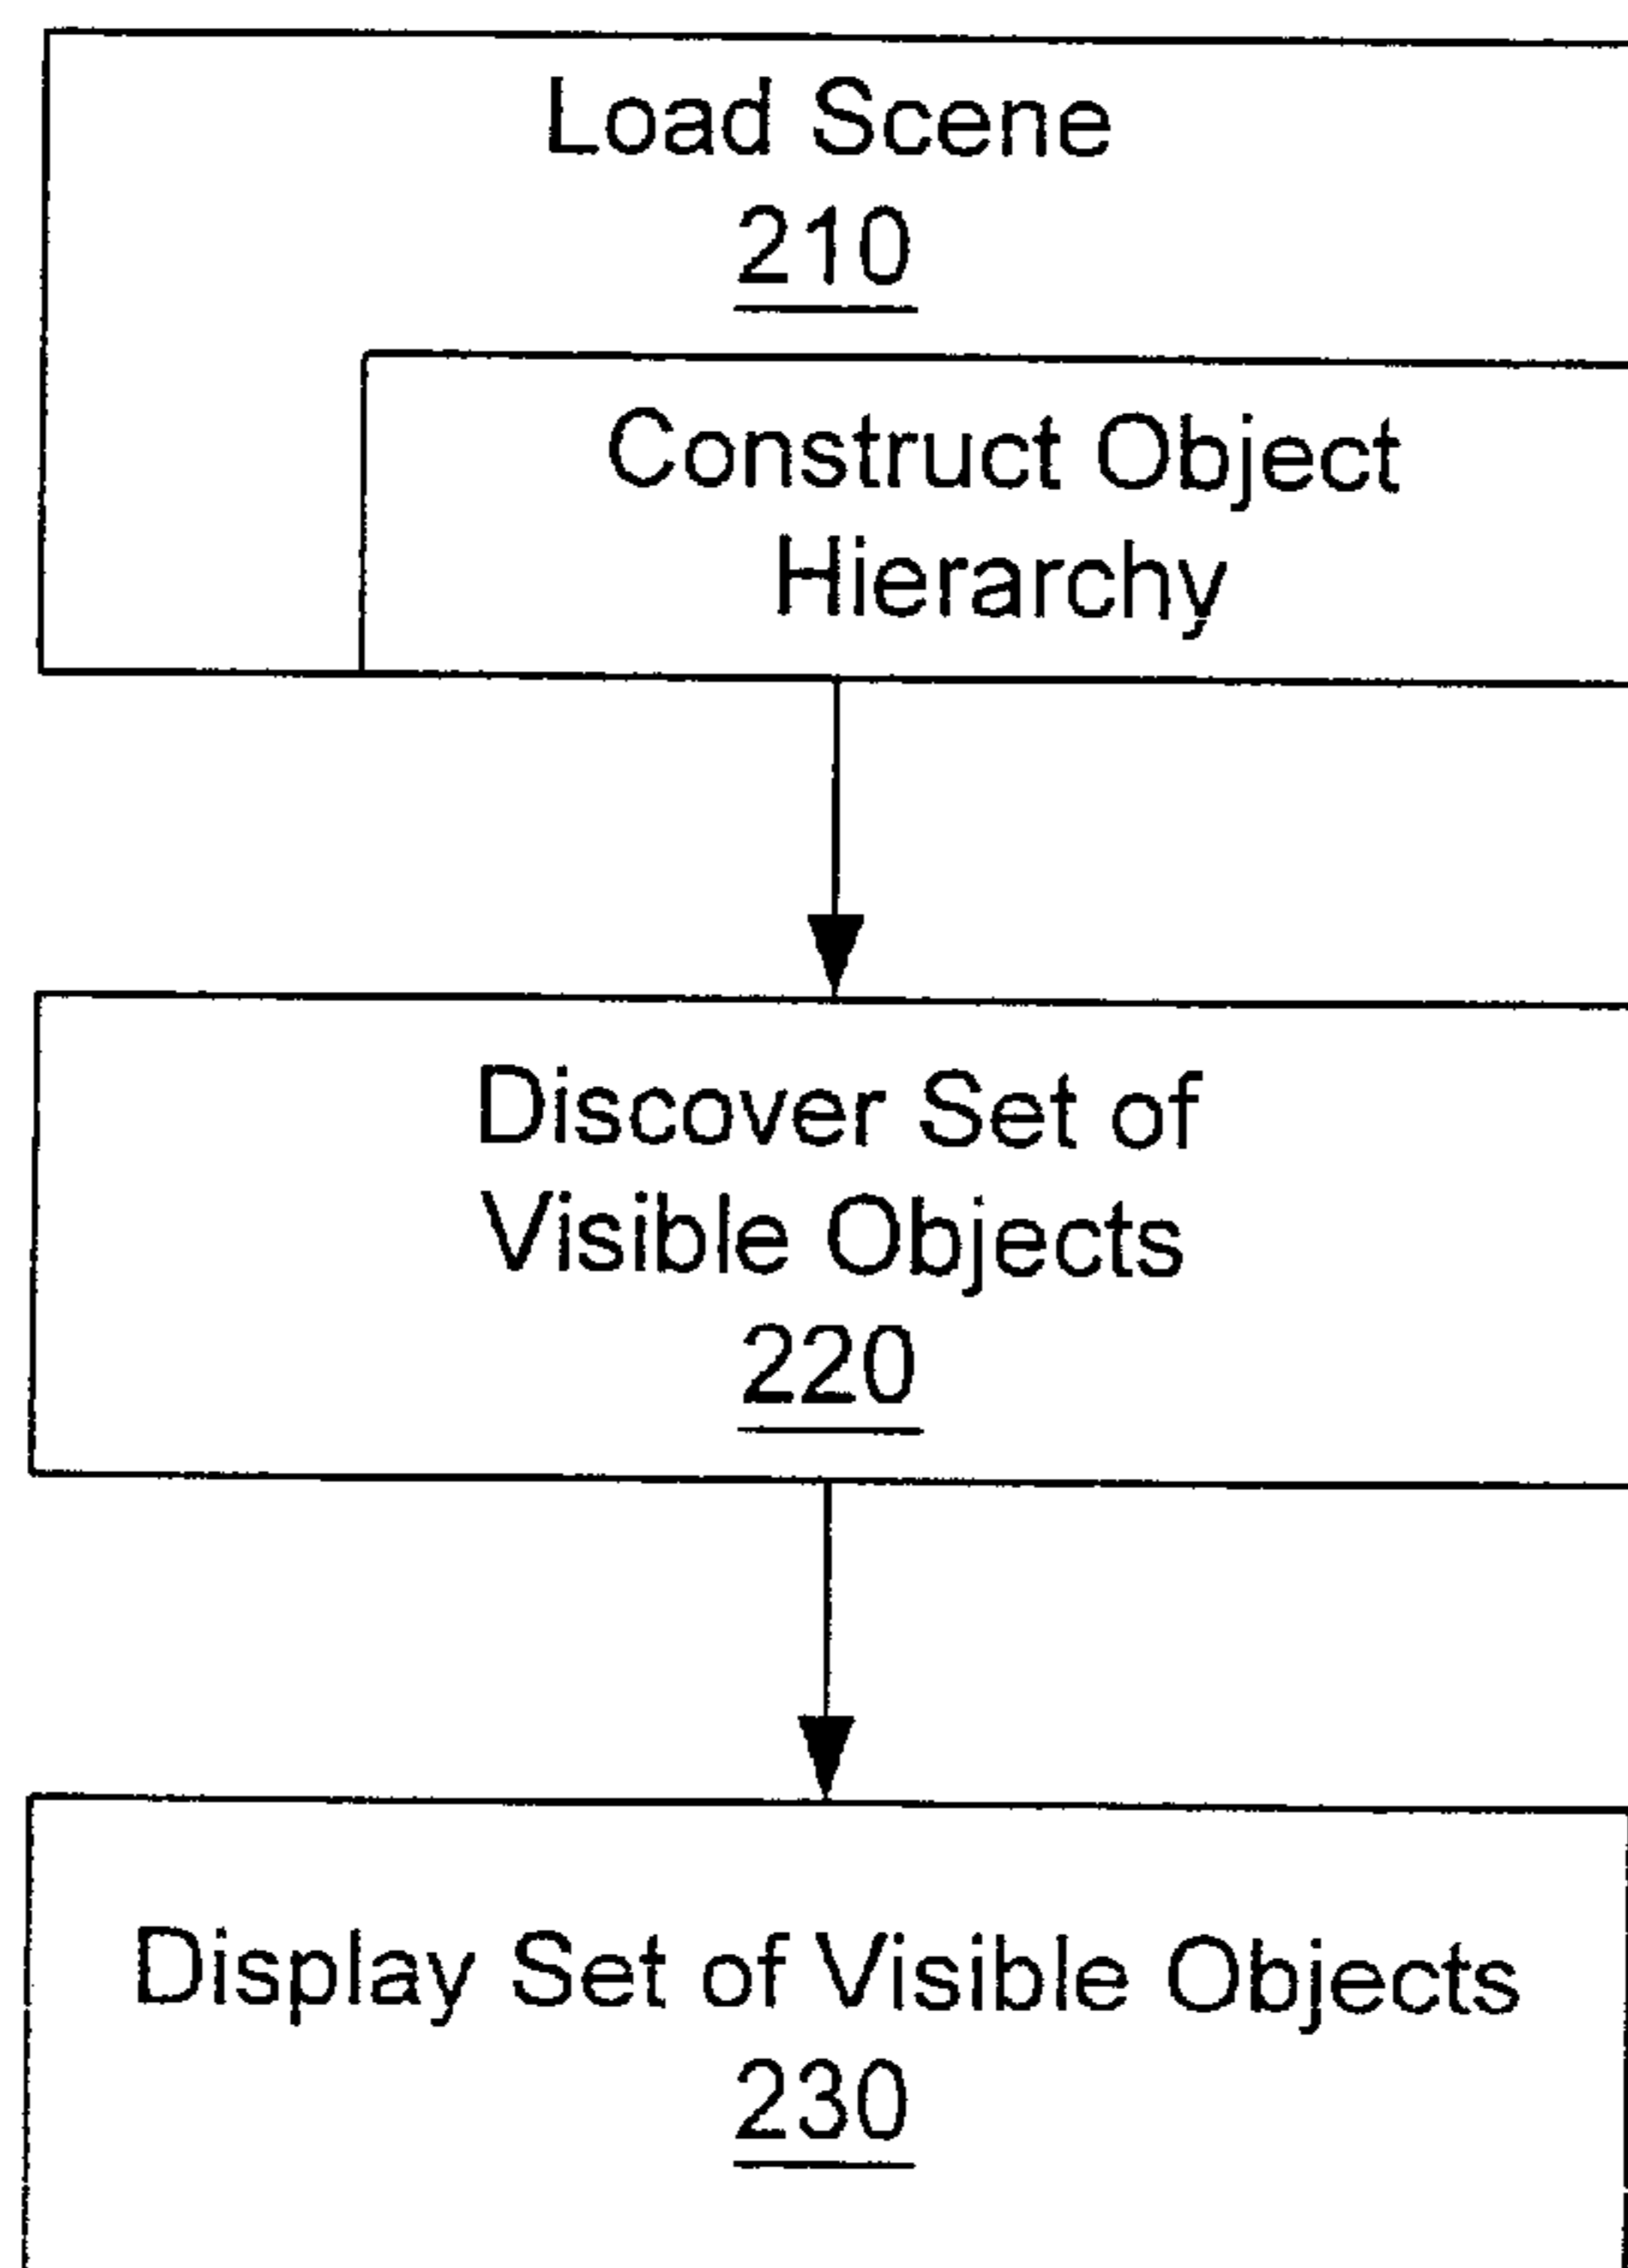 Load Scene
210
Construct Object
Hierarchy
Discover Set of
Visible Objects
220
Display Set of Visible Objects
230